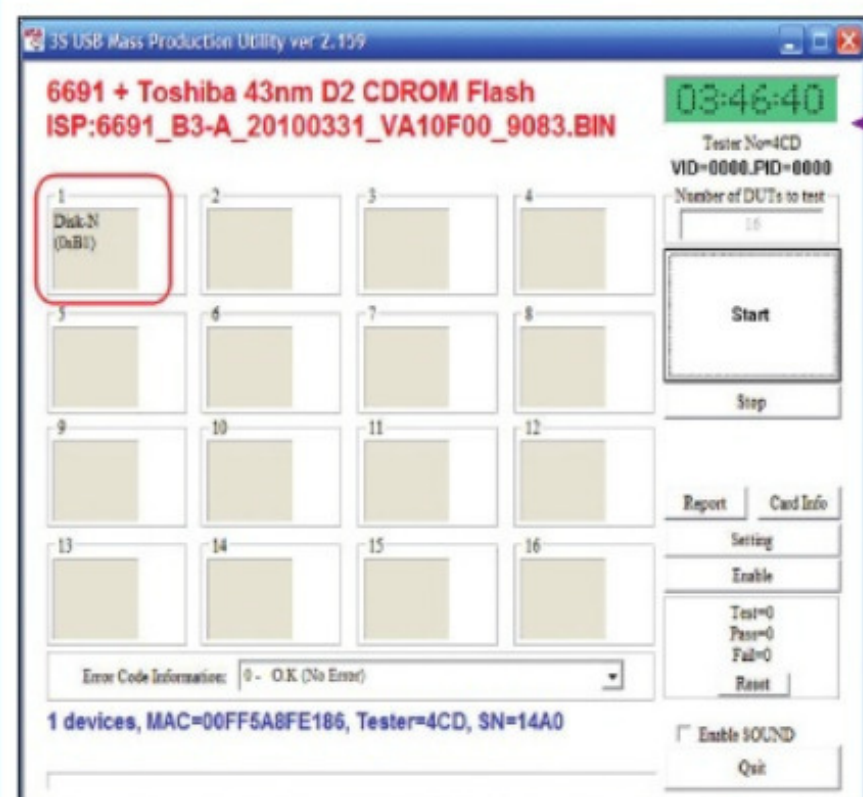 3S USB Mass Production Utility ver 2.159
6691 + Toshiba 43nm D2 CDROM Flash
ISP:6691_B3-A_20100331_VA10F00_9083.BIN
03:46:40
Tester No=4CD
VID=0000.PID=0000
Number of DUTs to test
16
1
Disk-N
(0xB1)
2
3
4
Start
5
6
7
8
Stop
9
10
11
12
Report
Card Info
Setting
13
14
15
16
Enable
Test=0
Pass=0
Fail=0
Reset
Error Code Information:
0 - O.K (No Error)
1 devices, MAC=00FF5A8FE186, Tester=4CD, SN=14A0
Enable SOUND
Quit